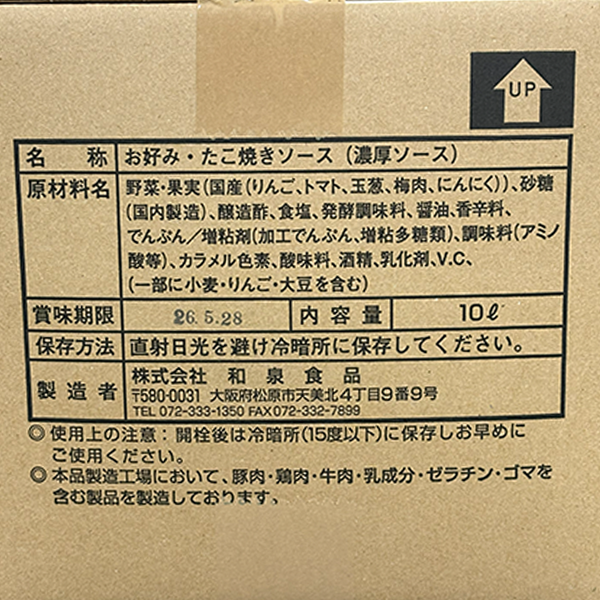 UP
名称 お好み・たこ焼きソース（濃厚ソース）
原材料名 野菜・果実（国産（りんご、トマト、玉葱、梅肉、にんにく））、砂糖
（国内製造）、醸造酢、食塩、発酵調味料、醤油、香辛料、
でんぷん／増粘剤（加工でんぷん、増粘多糖類）、調味料（アミノ
酸等）、カラメル色素、酸味料、酒精、乳化剤、V.C、
（一部に小麦・りんご・大豆を含む）
賞味期限 26.5.28 内容量 10ℓ
保存方法 直射日光を避け冷暗所に保存してください。
製造者 株式会社 和泉食品
〒580-0031 大阪府松原市天美北4丁目9番9号
TEL 072-333-1350 FAX 072-332-7899
◎使用上の注意：開栓後は冷暗所（15度以下）に保存しお早めに
ご使用ください。
◎本品製造工場において、豚肉・鶏肉・牛肉・乳成分・ゼラチン・ゴマを
含む製品を製造しております。